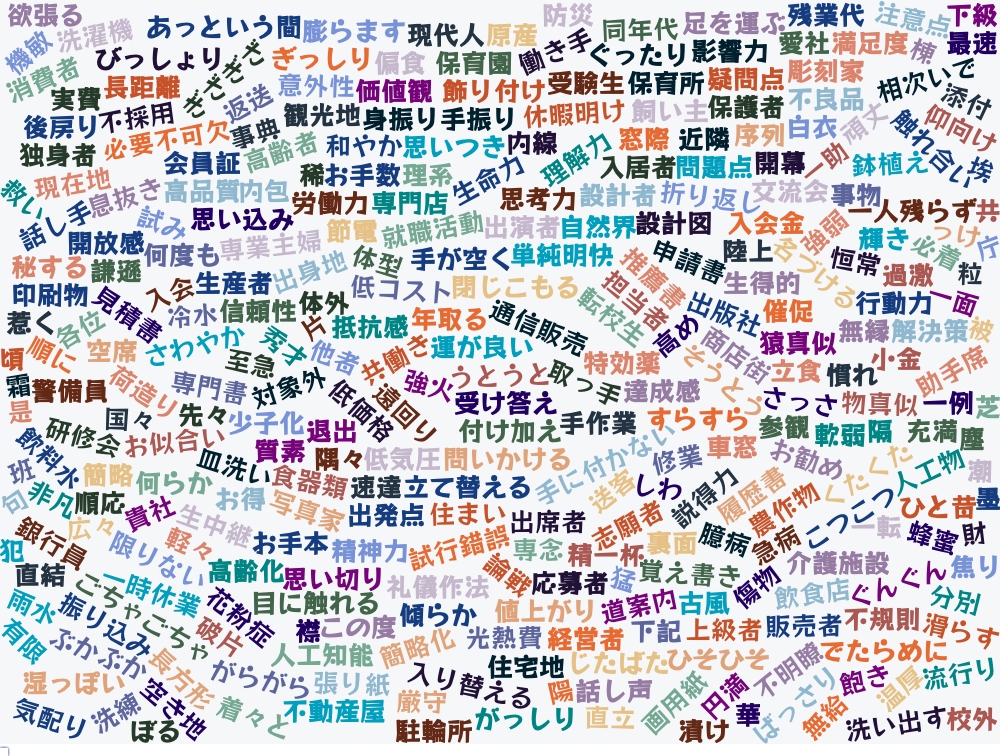 欲張る
あっという間
膨らます
現代人
原産
防災
同年代
足を運ぶ
残業代
注意点
下級
機敏
洗濯機
びっしょり
ぎざぎざ
ぎっしり
偏食
保育園
働き手
ぐったり
影響力
愛社
満足度
棟
最速
消費者
実費
長距離
返送
意外性
価値観
飾り付け
受験生
保育所
疑問点
彫刻家
相次いで
添付
後戻り
不採用
事典
観光地
身振り手振り
休暇明け
飼い主
保護者
不良品
独身者
必要不可欠
会員証
高齢者
和やか
思いつき
内線
理解力
窓際
近隣
序列
白衣
頑丈
触れ合い
仰向け
埃
救い
現在地
息抜き
高品質
内包
稀
お手数
理系
生命力
思考力
入居者
問題点
開幕
一助
鉢植え
話し手
試み
思い込み
労働力
専門店
設計者
折り返し
交流会
事物
一人残らず
共
開放感
何度も
専業主婦
節電
就職活動
出演者
自然界
設計図
入会金
強弱
輝き
必着
っけ
庁
秘する
謙遜
入会
生産者
出身地
体型
手が空く
単純明快
推薦書
申請書
陸上
名づける
恒常
過激
粒
印刷物
見積書
冷水
信頼性
体外
低コスト
閉じこもる
転校生
担当者
出版社
生得的
催促
行動力
一面
惹く
各位
さわやか
秀才
片
抵抗感
年取る
通信販売
高め
商店街
猿真似
無縁
解決策
被
頃
順に
空席
至急
他者
共働き
運が良い
特効薬
そうとう
立食
慣れ
小金
助手席
霜
警備員
荷造り
専門書
対象外
低価格
強火
遠回り
うとうと
取っ手
達成感
さっさ
物真似
一例
芝
是
国々
先々
少子化
退出
受け答え
手作業
すらすら
参観
軟弱
隔
充満
塵
飲料水
研修会
お似合い
質素
隅々
低気圧
付け加え
問いかける
手に付かない
修業
車窓
お勧め
くたくた
人工物
潮
班
簡略
何らか
皿洗い
食器類
速達
立て替える
送客
しわ
説得力
履歴書
農作物
こつこつ
ひと昔
墨
句
非凡
順応
貴社
お得
写真家
出発点
住まい
出席者
志願者
臆病
急病
一転
蜂蜜
財
銀行員
広々
生中継
軽々
お手本
精神力
試行錯誤
専念
精一杯
裏面
介護施設
焦り
犯
直結
限りない
高齢化
思い切り
礼儀作法
論戦
応募者
猛
覚え書き
傷物
飲食店
ぐんぐん
分別
雨水
ごちゃごちゃ
一時休業
花粉症
目に触れる
傾らか
値上がり
道案内
古風
有限
振り込み
破片
襟
この度
簡略化
光熱費
経営者
下記
上級者
販売者
不規則
滑らす
ぶかぶか
長方形
がらがら
人工知能
入り替える
住宅地
じたばた
ひそひそ
不明瞭
でたらめに
湿っぽい
空き地
張り紙
厳守
陽
話し声
画用紙
円満
ばっさり
飽き
温厚
流行り
気配り
洗練
ぼる
着々と
不動産屋
駐輪所
がっしり
直立
漬け
華
無給
洗い出す
校外